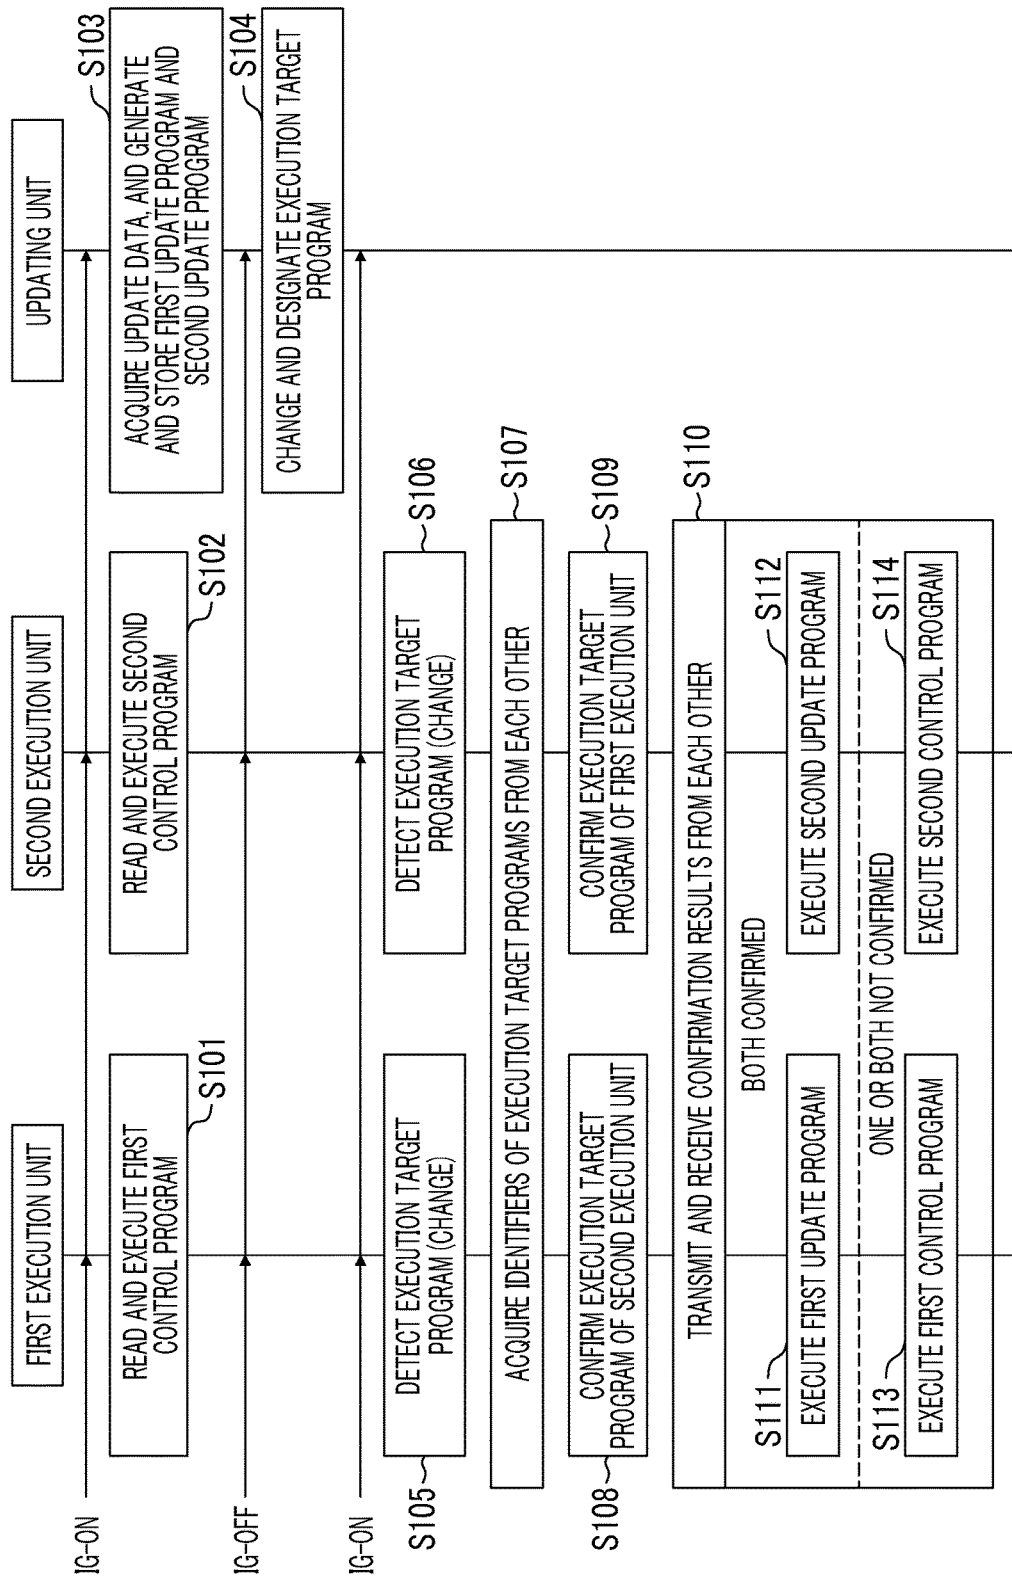 FIRST EXECUTION UNIT
SECOND EXECUTION UNIT
UPDATING UNIT
IG-ON
READ AND EXECUTE FIRST
CONTROL PROGRAM
S101
READ AND EXECUTE SECOND
CONTROL PROGRAM
S102
ACQUIRE UPDATE DATA, AND GENERATE
AND STORE FIRST UPDATE PROGRAM AND
SECOND UPDATE PROGRAM
S103
IG-OFF
CHANGE AND DESIGNATE EXECUTION TARGET
PROGRAM
S104
IG-ON
S105
DETECT EXECUTION TARGET
PROGRAM (CHANGE)
DETECT EXECUTION TARGET
PROGRAM (CHANGE)
S106
ACQUIRE IDENTIFIERS OF EXECUTION TARGET PROGRAMS FROM EACH OTHER
S107
S108
CONFIRM EXECUTION TARGET
PROGRAM OF SECOND EXECUTION UNIT
CONFIRM EXECUTION TARGET
PROGRAM OF FIRST EXECUTION UNIT
S109
TRANSMIT AND RECEIVE CONFIRMATION RESULTS FROM EACH OTHER
S110
BOTH CONFIRMED
S111
EXECUTE FIRST UPDATE PROGRAM
EXECUTE SECOND UPDATE PROGRAM
S112
ONE OR BOTH NOT CONFIRMED
S113
EXECUTE FIRST CONTROL PROGRAM
EXECUTE SECOND CONTROL PROGRAM
S114